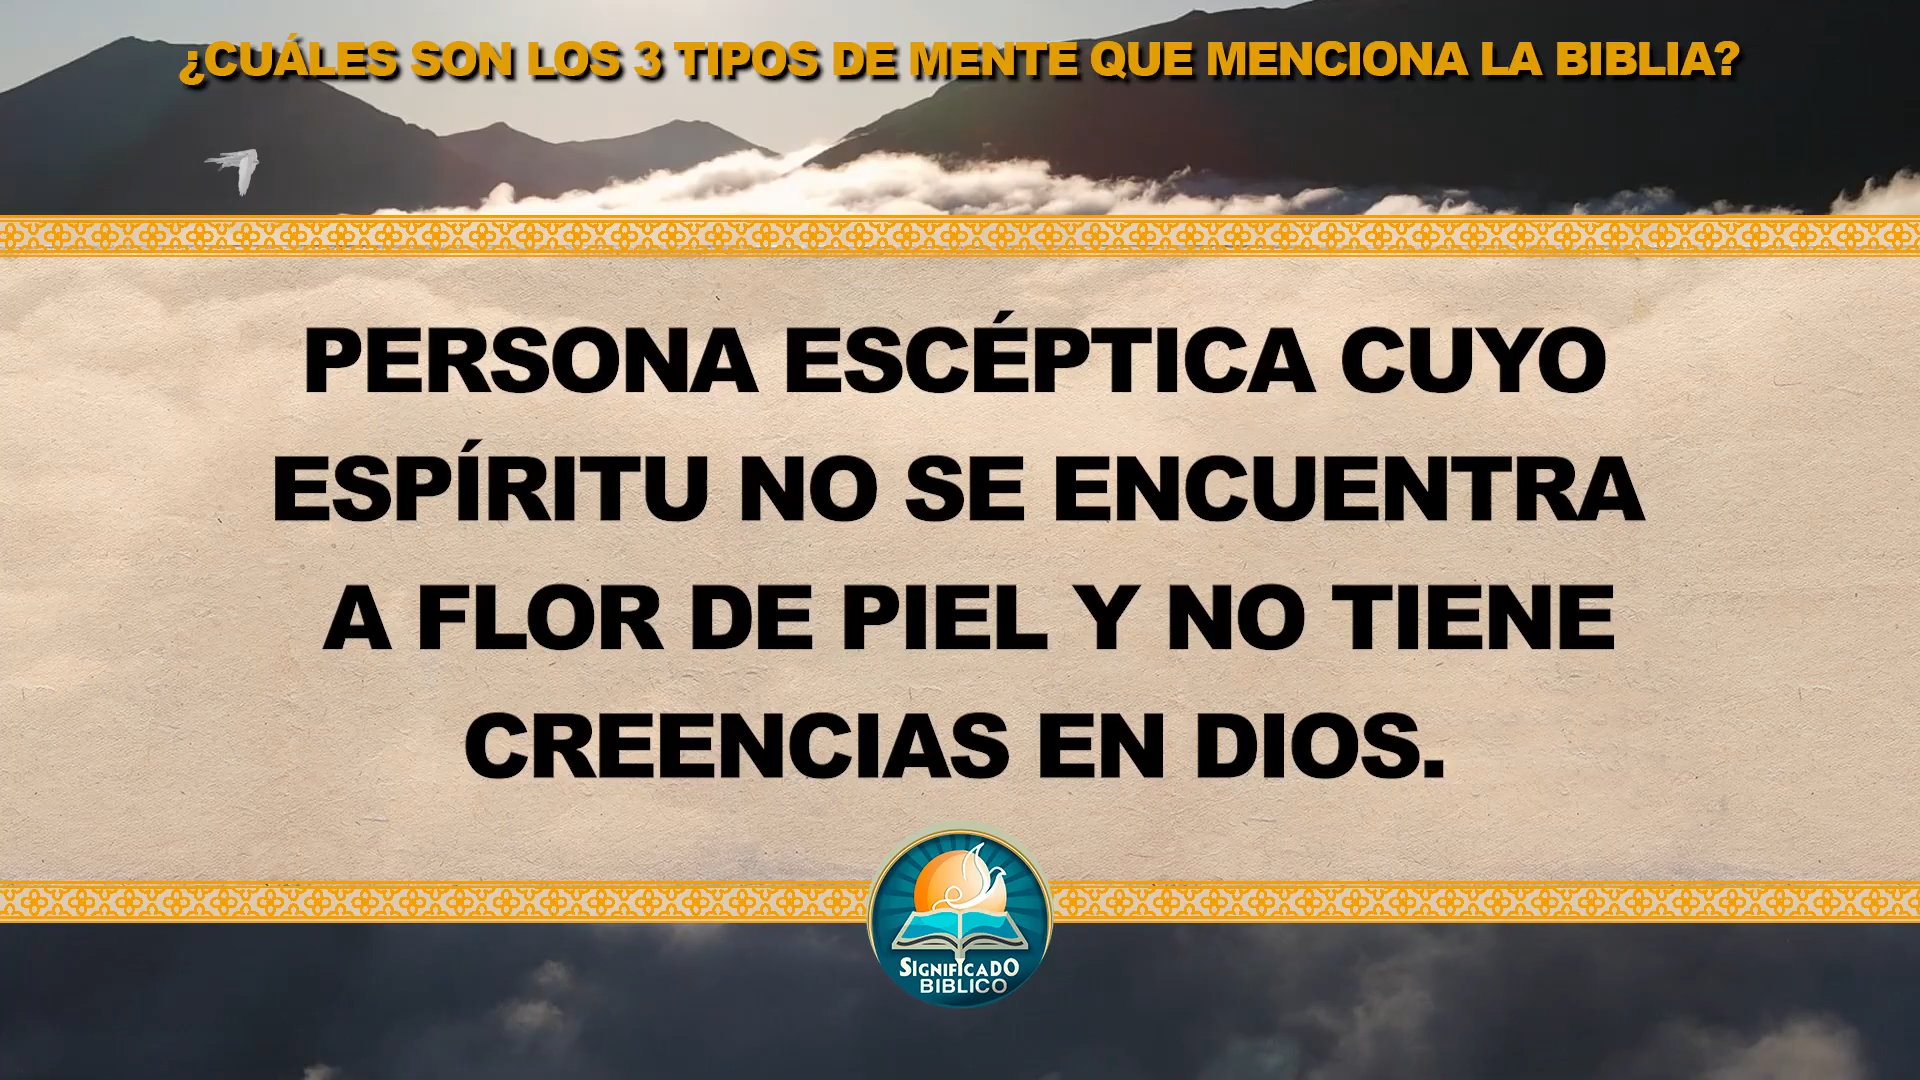 ¿CUÁLES SON LOS 3 TIPOS DE MENTE QUE MENCIONA LA BIBLIA?
PERSONA ESCÉPTICA CUYO
ESPÍRITU NO SE ENCUENTRA
A FLOR DE PIEL Y NO TIENE
CREENCIAS EN DIOS.
SIGNIFICADO
BIBLICO